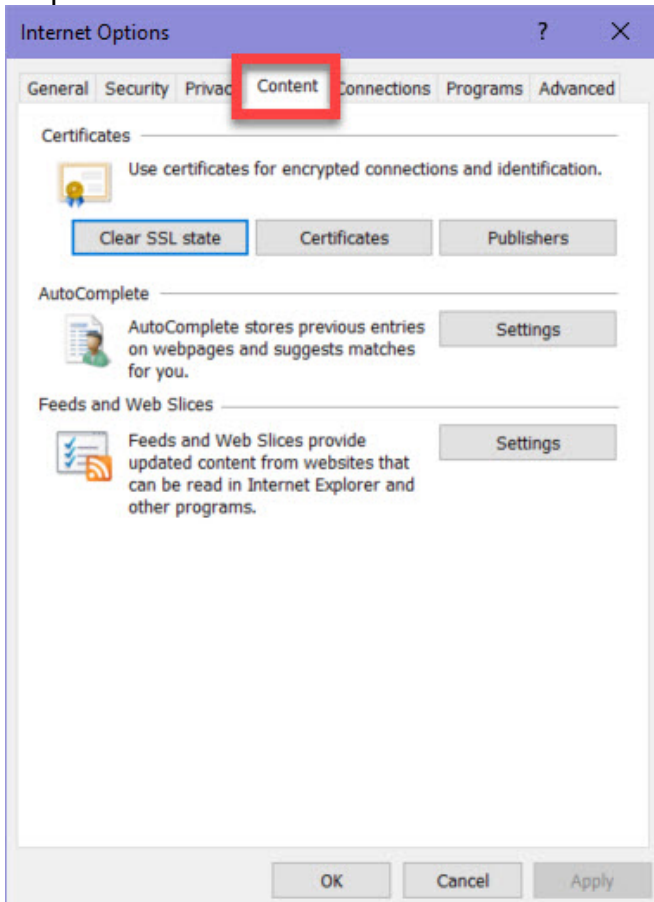 Internet Options ? ×
General Security Privac Content Connections Programs Advanced
Certificates
Use certificates for encrypted connections and identification.
Clear SSL state Certificates Publishers
AutoComplete
AutoComplete stores previous entries
on webpages and suggests matches
for you.
Settings
Feeds and Web Slices
Feeds and Web Slices provide
updated content from websites that
can be read in Internet Explorer and
other programs.
Settings
OK Cancel Apply